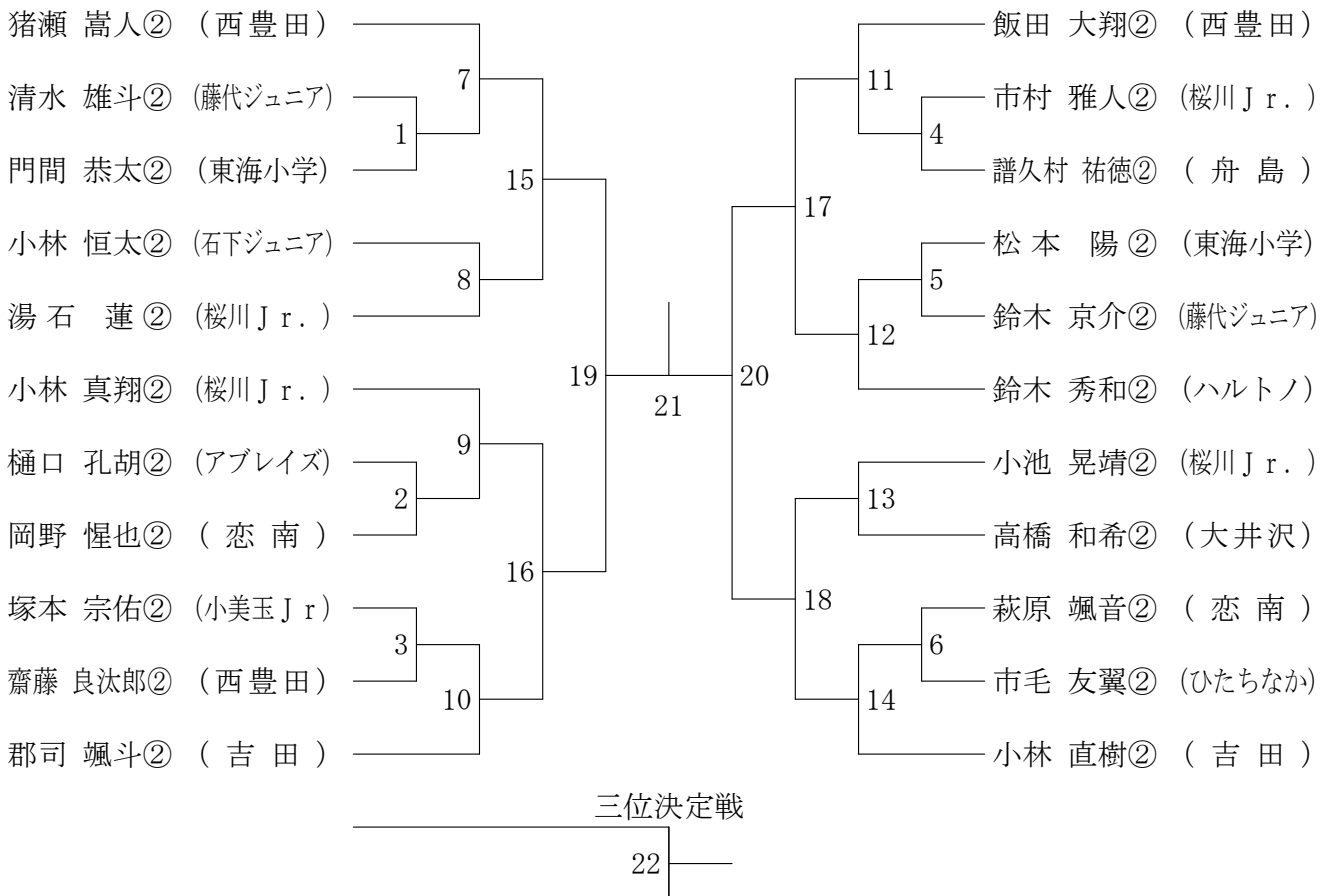 猪瀬 嵩人② (西豊田)
清水 雄斗② (藤代ジュニア)
門間 恭太② (東海小学)
小林 恒太② (石下ジュニア)
湯石 蓮② (桜川Jr.)
小林 真翔② (桜川Jr.)
樋口 孔胡② (アブレイズ)
岡野 惺也② (恋南)
塚本 宗佑② (小美玉Jr)
齋藤 良汰郎② (西豊田)
郡司 颯斗② (吉田)
1
2
3
7
8
9
10
15
16
19
21
20
17
18
11
12
13
14
4
5
6
飯田 大翔② (西豊田)
市村 雅人② (桜川Jr.)
譜久村 祐徳② (舟島)
松本 陽② (東海小学)
鈴木 京介② (藤代ジュニア)
鈴木 秀和② (ハルトノ)
小池 晃靖② (桜川Jr.)
高橋 和希② (大井沢)
萩原 颯音② (恋南)
市毛 友翼② (ひたちなか)
小林 直樹② (吉田)
三位決定戦
22